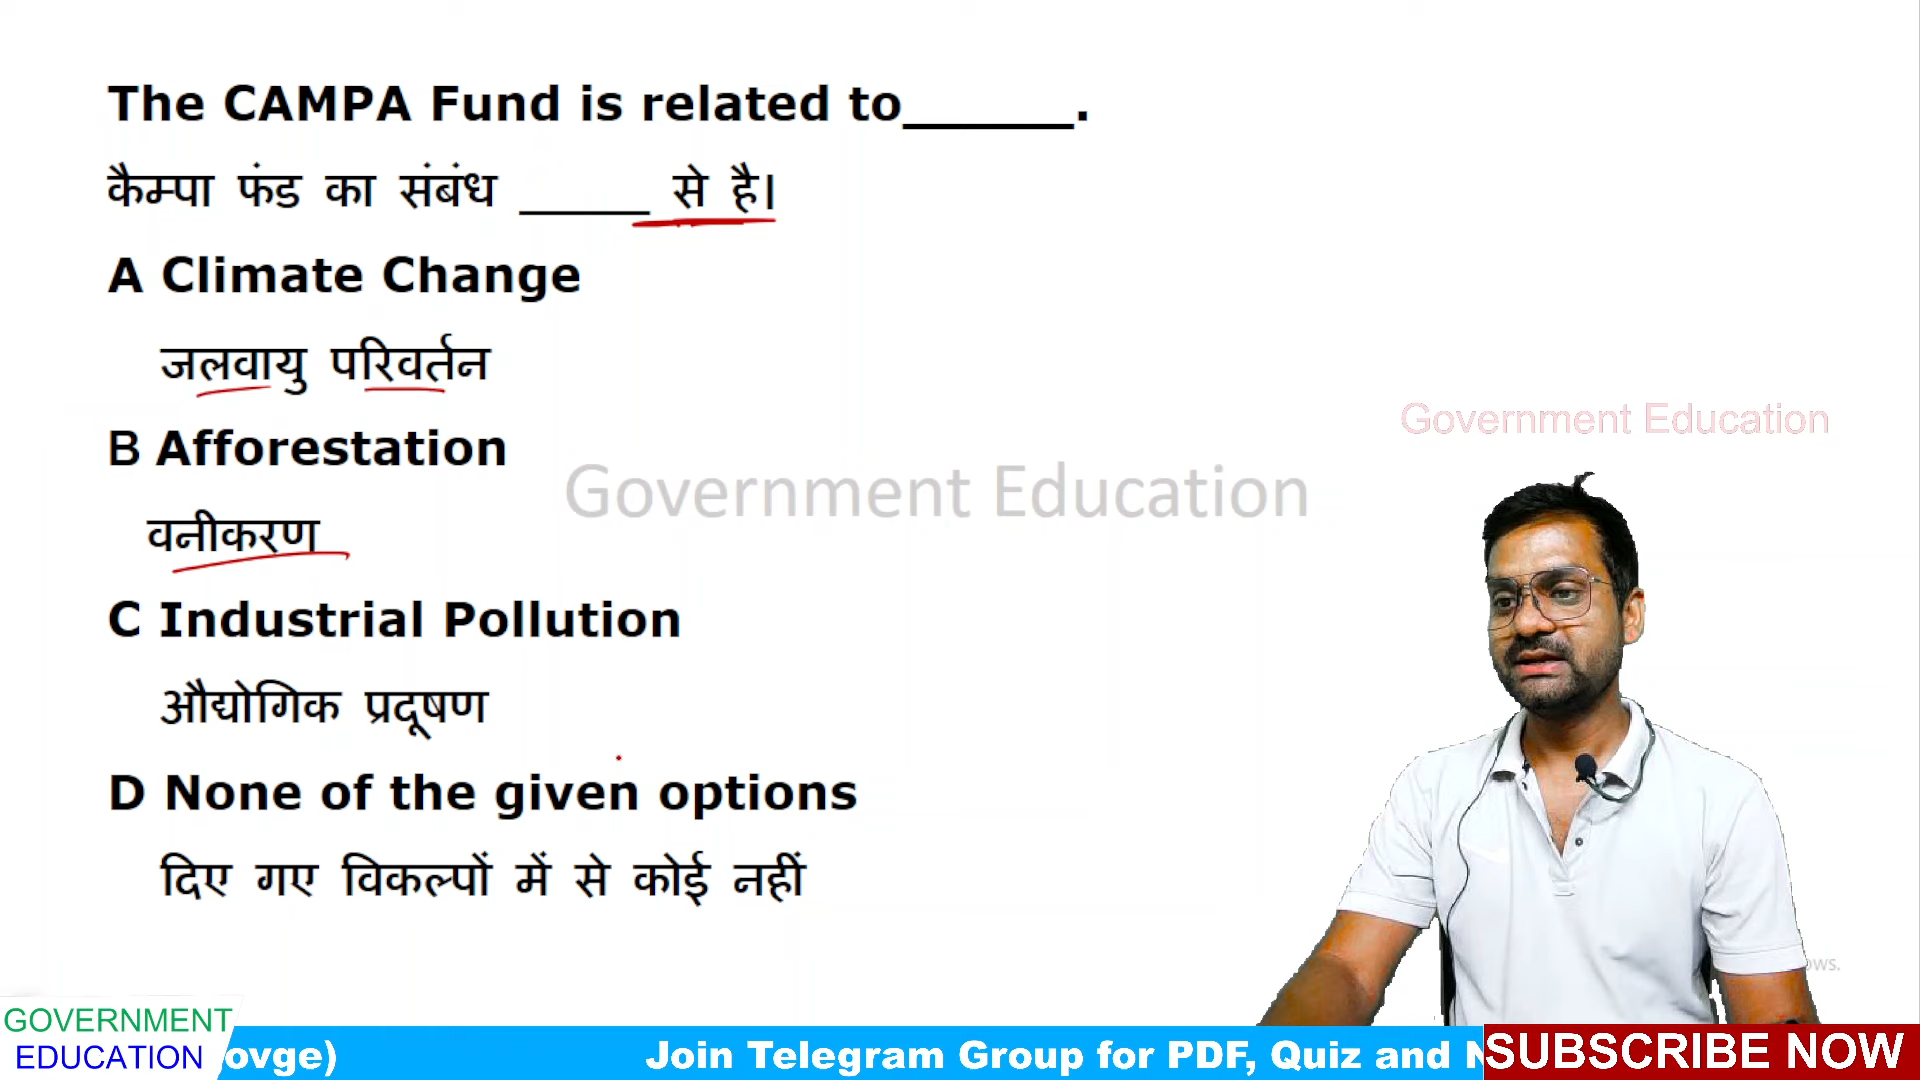 The CAMPA Fund is related to_____.
कैम्पा फंड का संबंध _____ से है।
A Climate Change
जलवायु परिवर्तन
B Afforestation
वनीकरण
C Industrial Pollution
औद्योगिक प्रदूषण
D None of the given options
दिए गए विकल्पों में से कोई नहीं
Government Education
Government Education
GOVERNMENT
EDUCATION
ovge) Join Telegram Group for PDF, Quiz and
SUBSCRIBE NOW